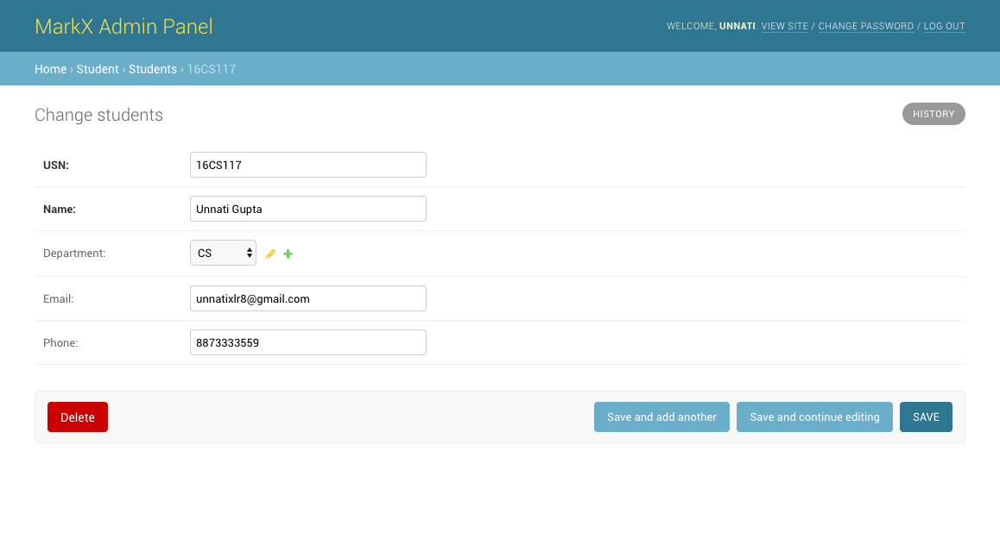 MarkX Admin Panel
WELCOME, UNNATI. VIEW SITE / CHANGE PASSWORD / LOG OUT
Home › Student › Students › 16CS117
Change students
HISTORY
USN: 16CS117
Name: Unnati Gupta
Department: CS
Email: unnatixlr8@gmail.com
Phone: 8873333559
Delete Save and add another Save and continue editing SAVE